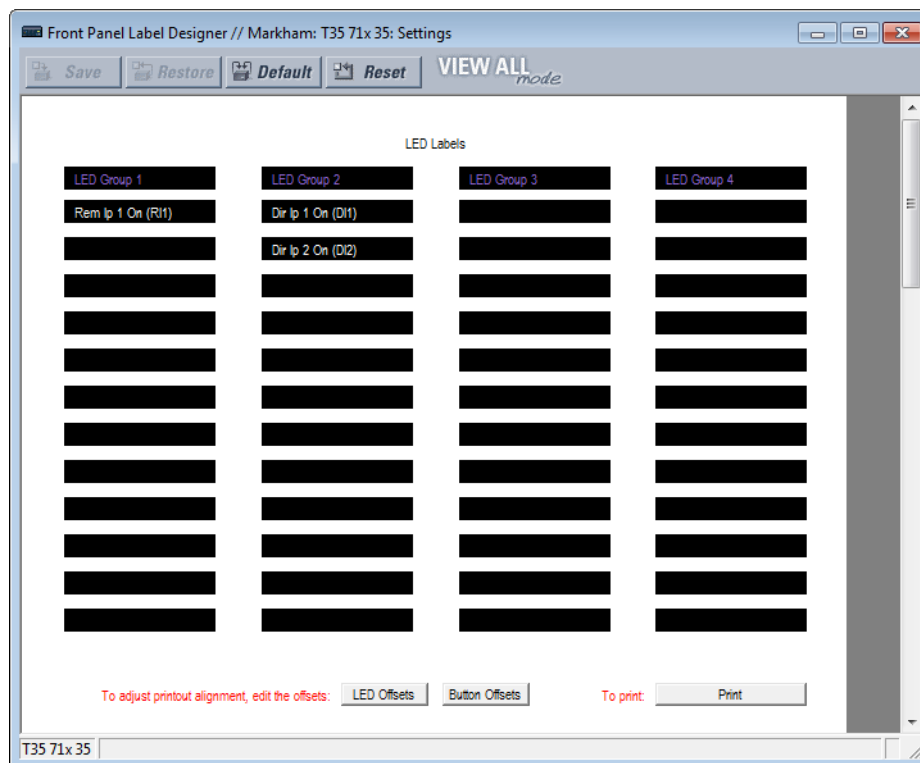 Front Panel Label Designer // Markham: T35 71x 35: Settings
Save Restore Default Reset VIEW ALL mode
LED Labels
LED Group 1 LED Group 2 LED Group 3 LED Group 4
Rem Ip 1 On (RI1) Dir Ip 1 On (DI1)
Dir Ip 2 On (DI2)
To adjust printout alignment, edit the offsets: LED Offsets Button Offsets To print: Print
T35 71x 35